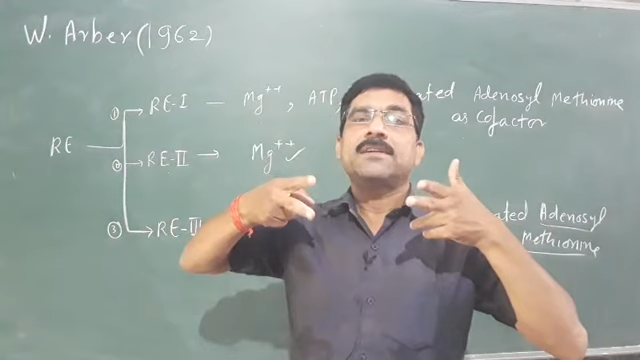 W. Arber (1962)
① RE-I — Mg++, ATP, ated Adenosyl Methionine
as Cofactor
RE
② RE-II → Mg++ ✓
③ RE-III ated Adenosyl
Methionine